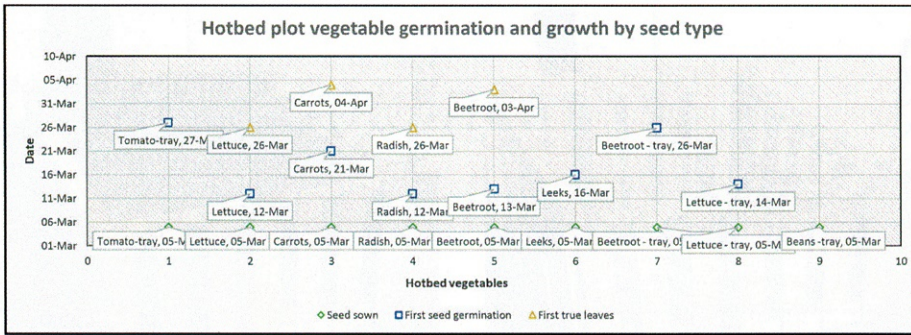 Hotbed plot vegetable germination and growth by seed type
Date
10-Apr
05-Apr
31-Mar
26-Mar
21-Mar
16-Mar
11-Mar
06-Mar
01-Mar
Carrots, 04-Apr
Beetroot, 03-Apr
Tomato-tray, 27-M
Lettuce, 26-Mar
Radish, 26-Mar
Beetroot - tray, 26-Mar
Carrots, 21-Mar
Leeks, 16-Mar
Lettuce, 12-Mar
Radish, 12-Mar
Beetroot, 13-Mar
Lettuce - tray, 14-Mar
Tomato-tray, 05-M
Lettuce, 05-Mar
Carrots, 05-Mar
Radish, 05-Mar
Beetroot, 05-Mar
Leeks, 05-Mar
Beetroot - tray, 05
Lettuce - tray, 05-M
Beans -tray, 05-Mar
0 1 2 3 4 5 6 7 8 9 10
Hotbed vegetables
Seed sown First seed germination First true leaves